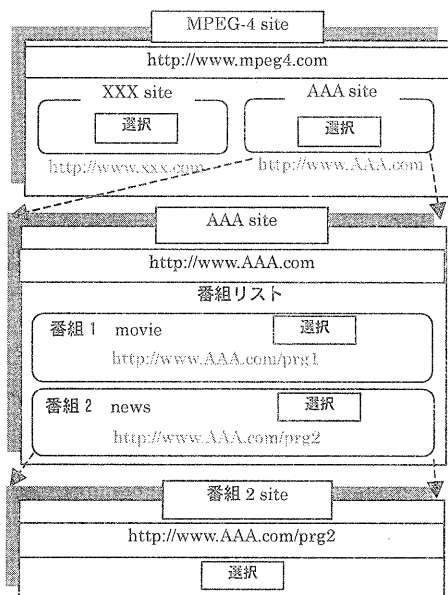 MPEG-4 site
http://www.mpeg4.com
XXX site
AAA site
選択
選択
http://www.xxx.com
http://www.AAA.com
AAA site
http://www.AAA.com
番組リスト
番組1 movie
選択
http://www.AAA.com/prg1
番組2 news
選択
http://www.AAA.com/prg2
番組2 site
http://www.AAA.com/prg2
選択